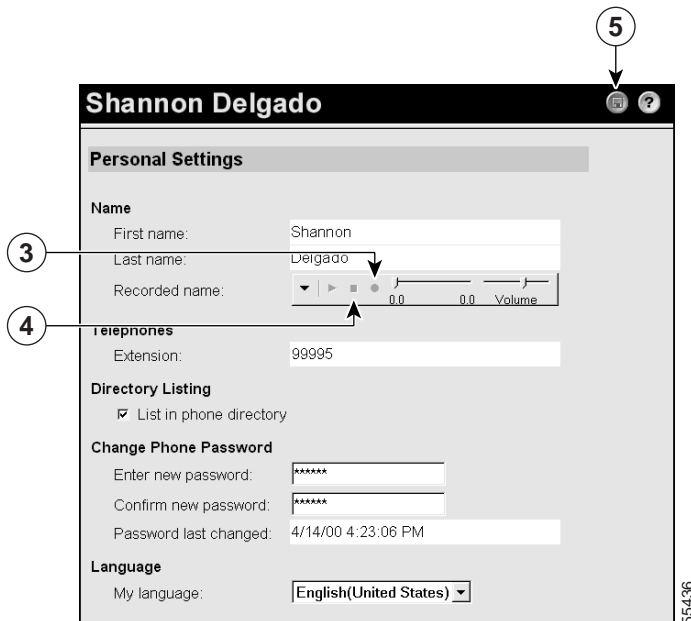 5
Shannon Delgado
?
Personal Settings
Name
First name: Shannon
3
Last name: Delgado
Recorded name: 0.0 0.0 Volume
4
Telephones
Extension: 99995
Directory Listing
List in phone directory
Change Phone Password
Enter new password: ******
Confirm new password: ******
Password last changed: 4/14/00 4:23:06 PM
Language
My language: English(United States)
55436